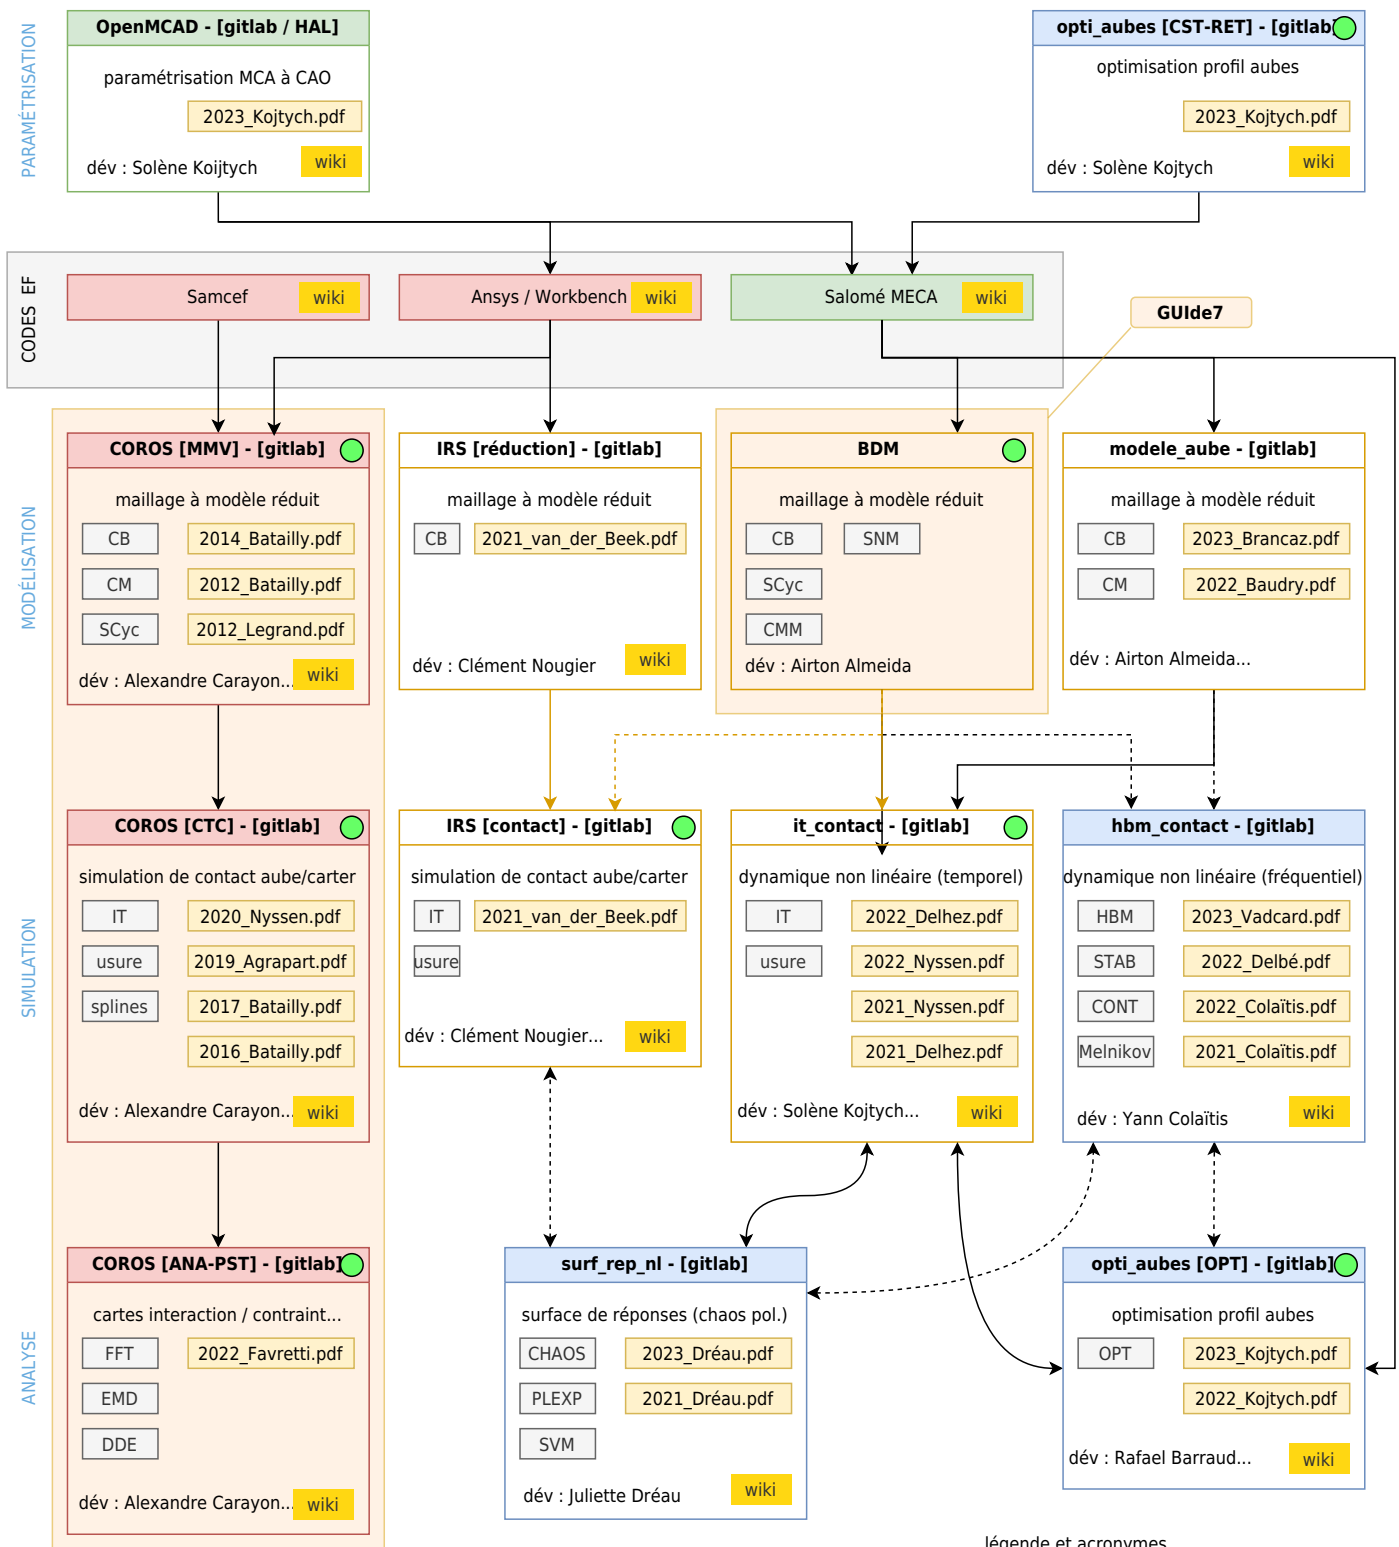 PARAMÉTRISATION
OpenMCAD - [gitlab / HAL]
paramétrisation MCA à CAO
2023_Kojtych.pdf
wiki
dév : Solène Koijtych
opti_aubes [CST-RET] - [gitlab]
optimisation profil aubes
2023_Kojtych.pdf
wiki
dév : Solène Kojtych
CODES EF
Samcef
wiki
Ansys / Workbench
wiki
Salomé MECA
wiki
GUIde7
MODÉLISATION
COROS [MMV] - [gitlab]
maillage à modèle réduit
CB
2014_Batailly.pdf
CM
2012_Batailly.pdf
SCyc
2012_Legrand.pdf
dév : Alexandre Carayon...
wiki
IRS [réduction] - [gitlab]
maillage à modèle réduit
CB
2021_van_der_Beek.pdf
dév : Clément Nougier
wiki
BDM
maillage à modèle réduit
CB
SNM
SCyc
CMM
dév : Airton Almeida
modele_aube - [gitlab]
maillage à modèle réduit
CB
2023_Brancaz.pdf
CM
2022_Baudry.pdf
dév : Airton Almeida...
SIMULATION
COROS [CTC] - [gitlab]
simulation de contact aube/carter
IT
2020_Nyssen.pdf
usure
2019_Agrapart.pdf
splines
2017_Batailly.pdf
2016_Batailly.pdf
dév : Alexandre Carayon...
wiki
IRS [contact] - [gitlab]
simulation de contact aube/carter
IT
2021_van_der_Beek.pdf
usure
dév : Clément Nougier...
wiki
it_contact - [gitlab]
dynamique non linéaire (temporel)
IT
2022_Delhez.pdf
usure
2022_Nyssen.pdf
2021_Nyssen.pdf
2021_Delhez.pdf
dév : Solène Kojtych...
wiki
hbm_contact - [gitlab]
dynamique non linéaire (fréquentiel)
HBM
2023_Vadcard.pdf
STAB
2022_Delbé.pdf
CONT
2022_Colaïtis.pdf
Melnikov
2021_Colaïtis.pdf
dév : Yann Colaïtis
wiki
ANALYSE
COROS [ANA-PST] - [gitlab]
cartes interaction / contraint...
FFT
2022_Favretti.pdf
EMD
DDE
dév : Alexandre Carayon...
wiki
surf_rep_nl - [gitlab]
surface de réponses (chaos pol.)
CHAOS
2023_Dréau.pdf
PLEXP
2021_Dréau.pdf
SVM
dév : Juliette Dréau
wiki
opti_aubes [OPT] - [gitlab]
optimisation profil aubes
OPT
2023_Kojtych.pdf
2022_Kojtych.pdf
dév : Rafael Barraud...
wiki
légende et acronymes